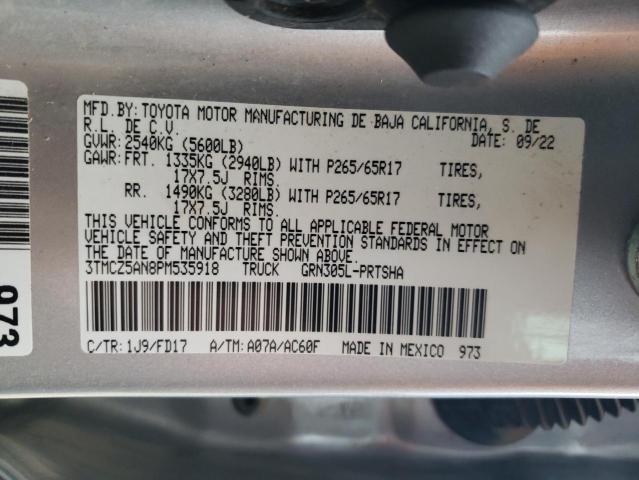 MFD.BY:TOYOTA MOTOR MANUFACTURING DE BAJA CALIFORNIA, S. DE
R.L. DE C.V. DATE: 09/22
GVWR:2540KG (5600LB)
GAWR:FRT. 1335KG (2940LB) WITH P265/65R17 TIRES,
17X7.5J RIMS.
RR. 1490KG (3280LB) WITH P265/65R17 TIRES,
17X7.5J RIMS.
THIS VEHICLE CONFORMS TO ALL APPLICABLE FEDERAL MOTOR
VEHICLE SAFETY AND THEFT PREVENTION STANDARDS IN EFFECT ON
THE DATE OF MANUFACTURE SHOWN ABOVE.
3TMCZ5AN8PM535918 TRUCK GRN305L-PRTSHA
C/TR:1J9/FD17 A/TM:A07A/AC60F MADE IN MEXICO 973
973